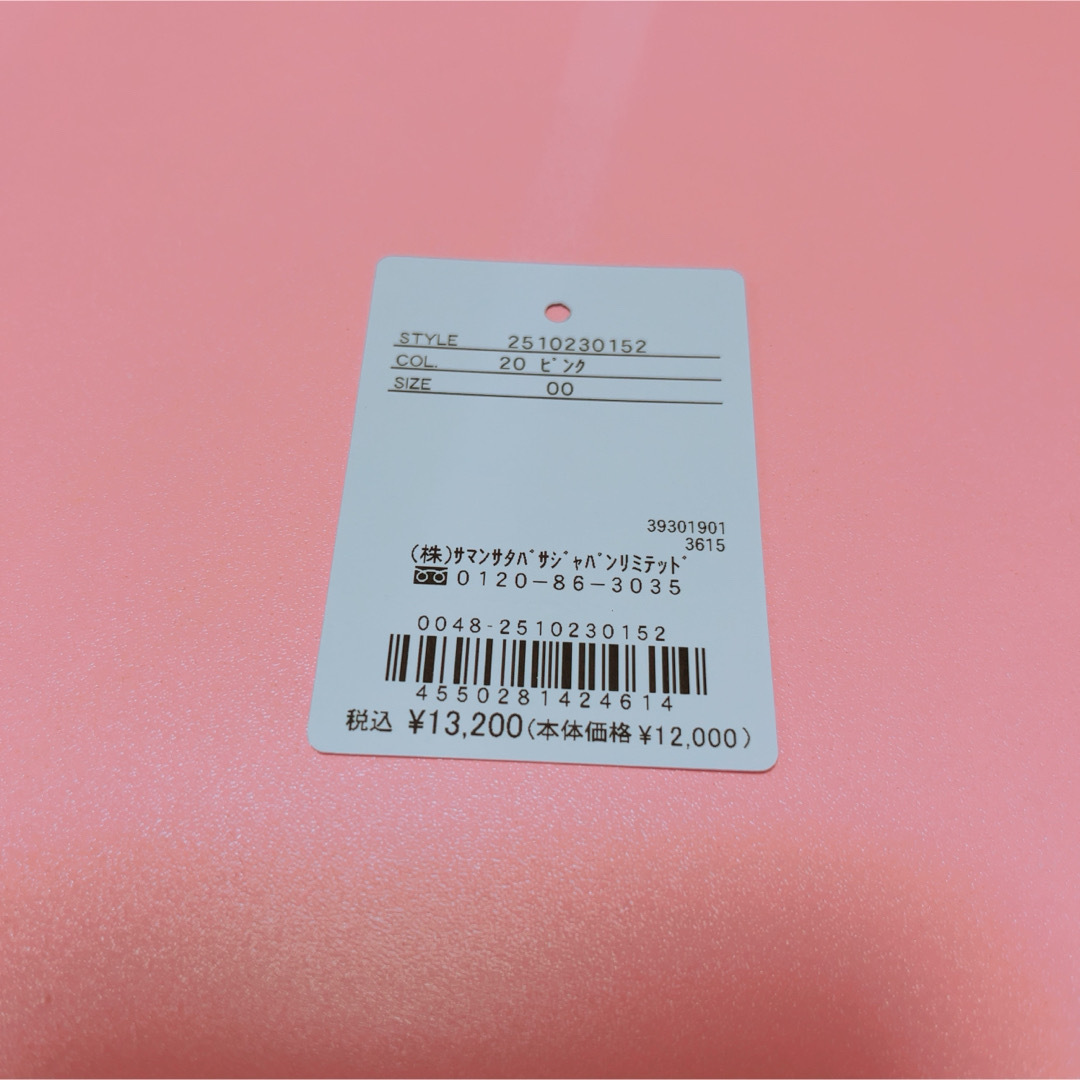 STYLE 2510230152
COL. 20 ﾋﾟﾝｸ
SIZE 00
39301901
3615
(株)ｻﾏﾝｻﾀﾊﾞｻｼﾞｬﾊﾟﾝﾘﾐﾃｯﾄﾞ
0120-86-3035
0048-2510230152
4550281424614
税込 ¥13,200(本体価格 ¥12,000)